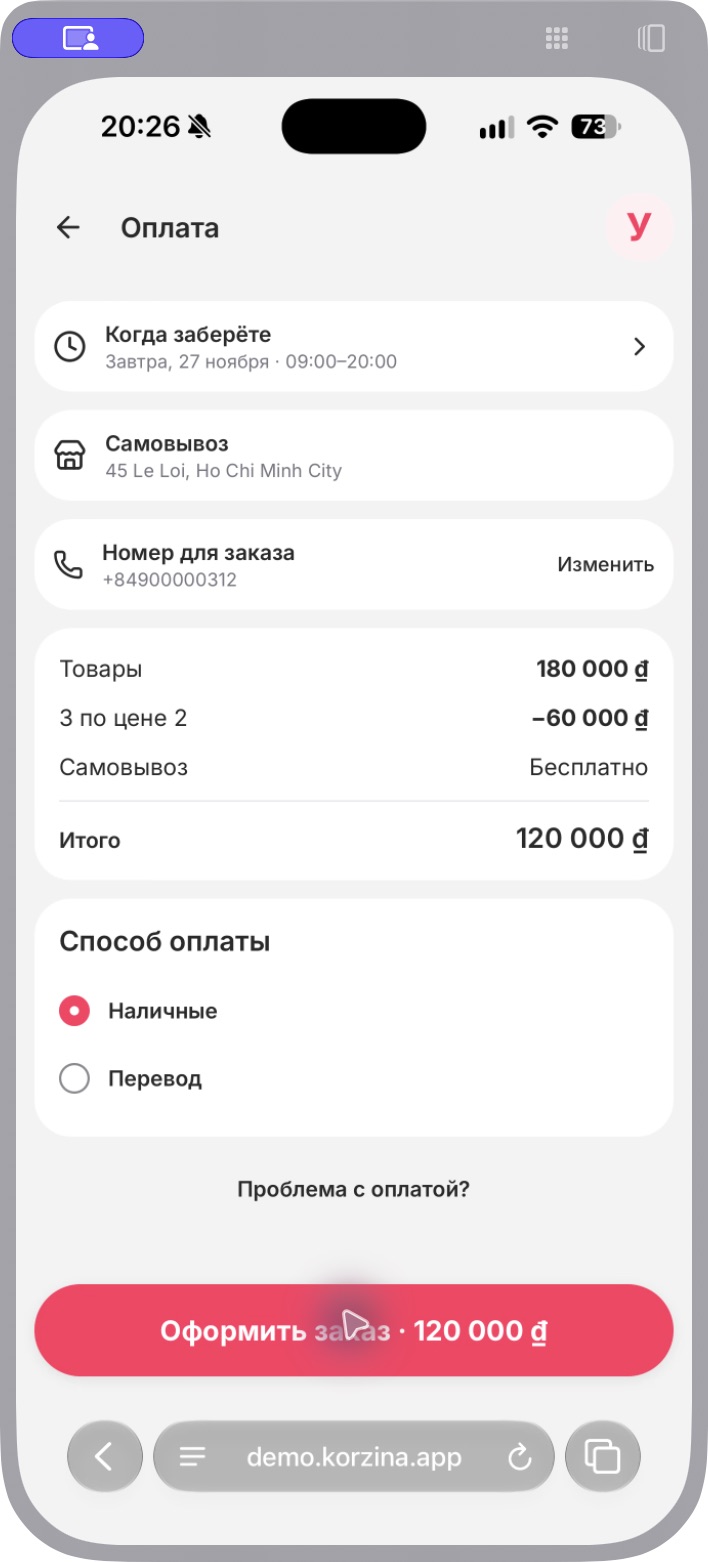 20:26
73
Оплата
У
Когда заберёте
Завтра, 27 ноября · 09:00–20:00
Самовывоз
45 Le Loi, Ho Chi Minh City
Номер для заказа
+84900000312
Изменить
Товары 180 000 ₫
3 по цене 2 −60 000 ₫
Самовывоз Бесплатно
Итого 120 000 ₫
Способ оплаты
Наличные
Перевод
Проблема с оплатой?
Оформить заказ · 120 000 ₫
demo.korzina.app